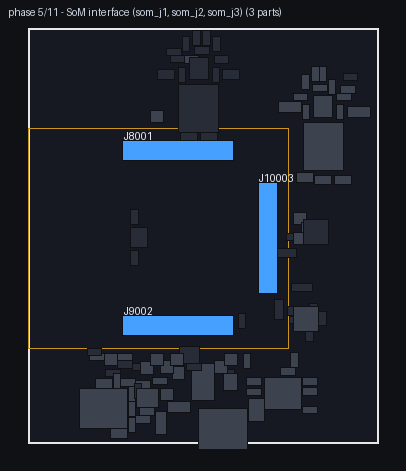 phase 5/11 - SoM interface (som_j1, som_j2, som_j3) (3 parts)
J8001
J10003
J9002